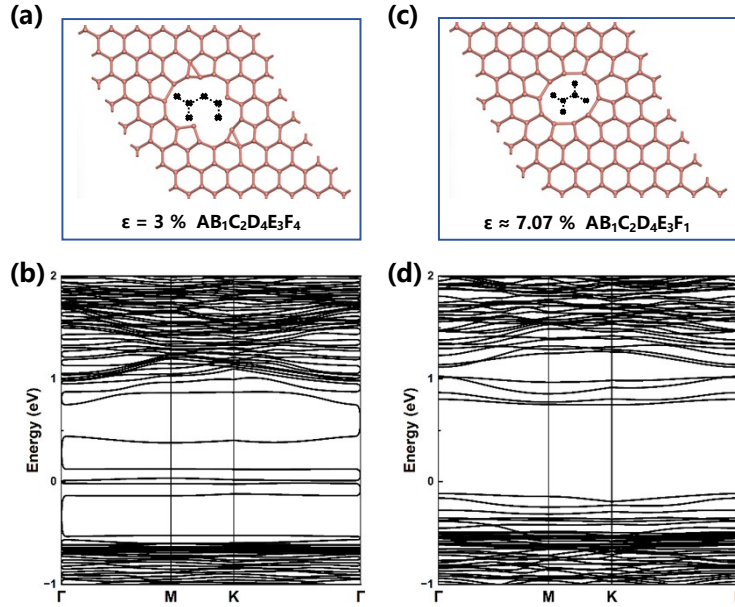 (a)
ε = 3 % AB₁C₂D₄E₃F₄
(c)
ε ≈ 7.07 % AB₁C₂D₄E₃F₁
(b)
Energy (eV)
2
1
0
−1
Γ M K Γ
(d)
Energy (eV)
2
1
0
−1
Γ M K